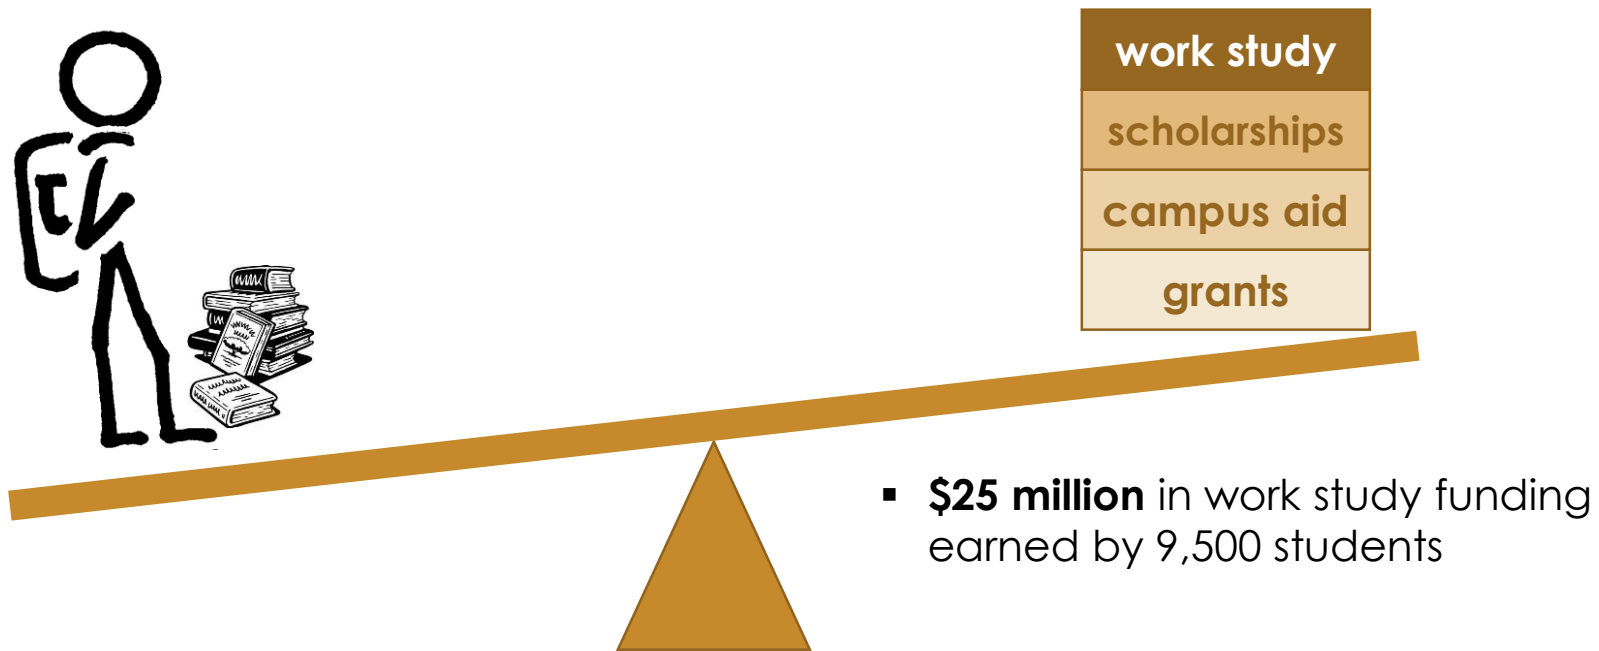 work study
scholarships
campus aid
grants
▪ $25 million in work study funding
earned by 9,500 students